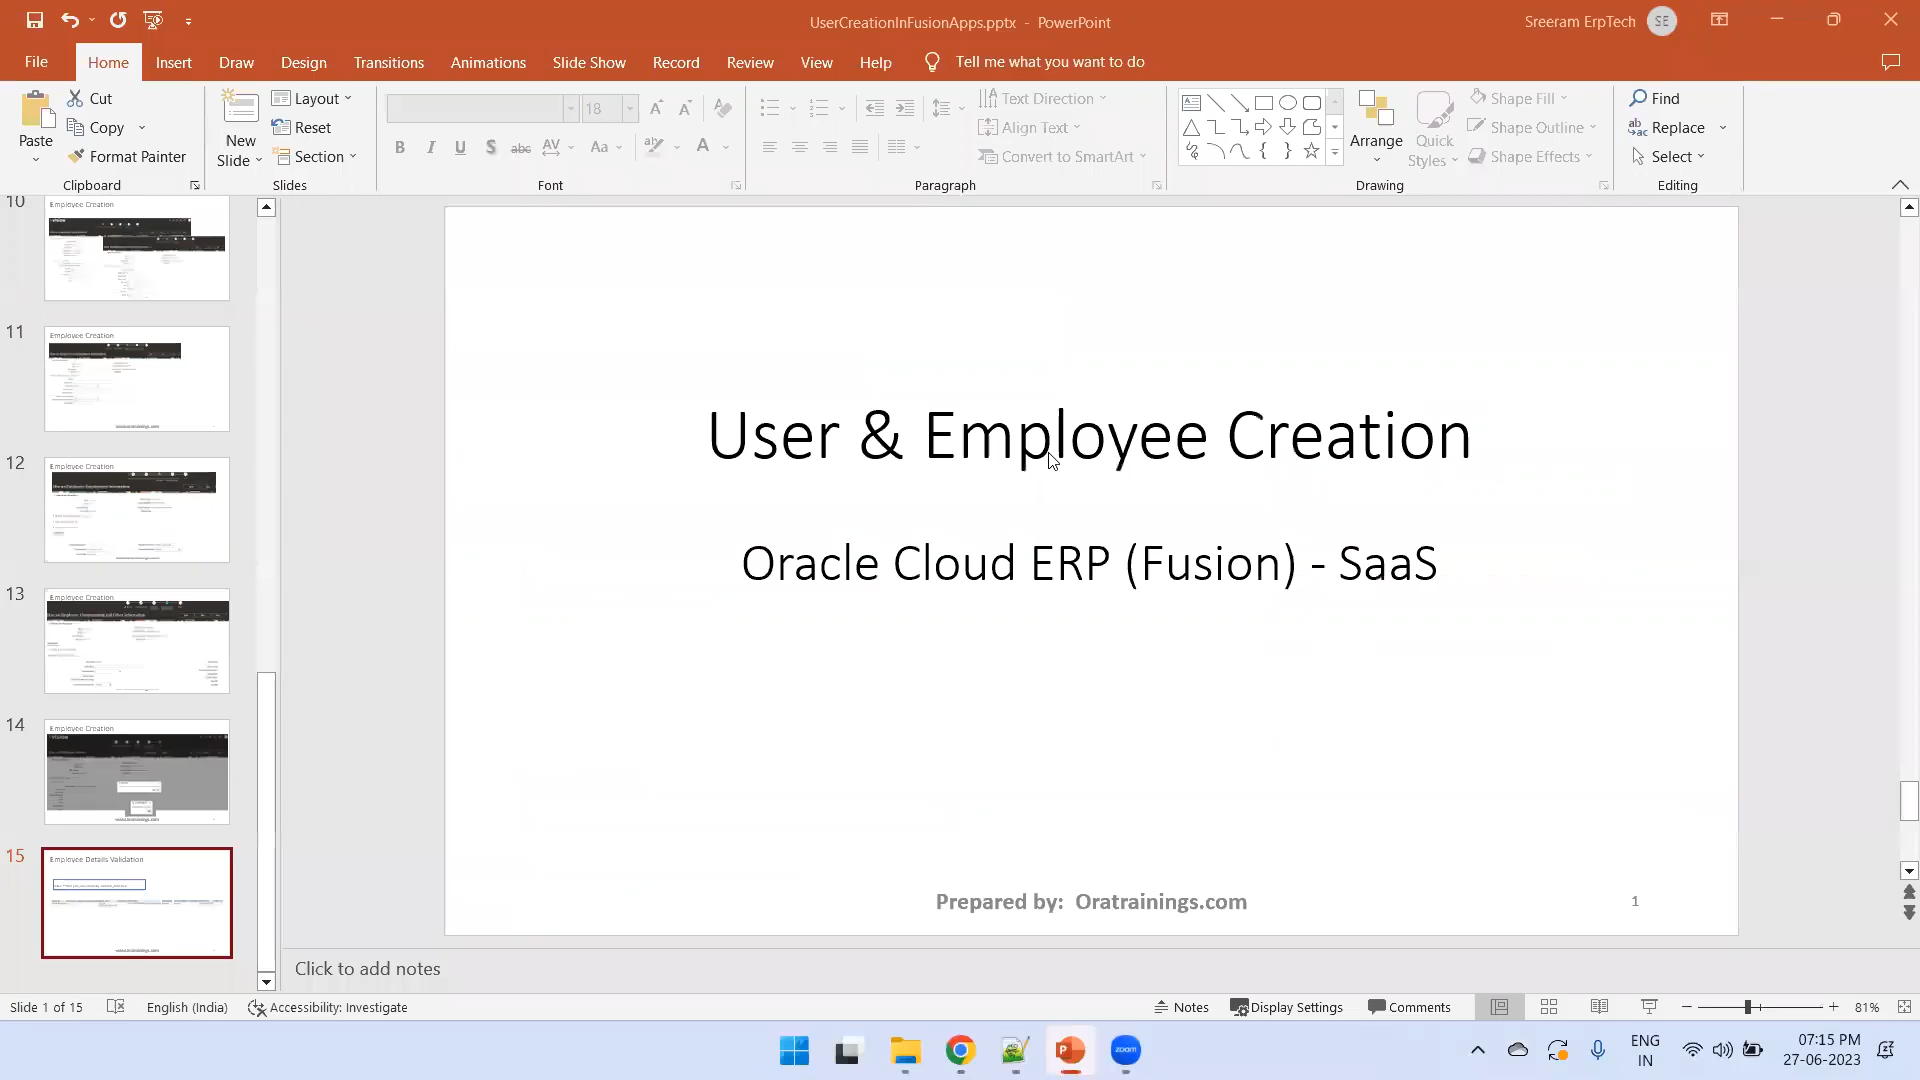 UserCreationInFusionApps.pptx - PowerPoint
Sreeram ErpTech
SE
File
Home
Insert
Draw
Design
Transitions
Animations
Slide Show
Record
Review
View
Help
Tell me what you want to do
Paste
Cut
Copy
Format Painter
Clipboard
New
Slide
Layout
Reset
Section
Slides
18
B I U S abc AV Aa A
Font
Text Direction
Align Text
Convert to SmartArt
Paragraph
Arrange
Quick
Styles
Shape Fill
Shape Outline
Shape Effects
Drawing
Find
Replace
Select
Editing
10
Employee Creation
11
Employee Creation
12
Employee Creation
13
Employee Creation
14
Employee Creation
15
Employee Details Validation
User & Employee Creation
Oracle Cloud ERP (Fusion) - SaaS
Prepared by: Oratrainings.com
1
Click to add notes
Slide 1 of 15
English (India)
Accessibility: Investigate
Notes
Display Settings
Comments
81%
zoom
ENG
IN
07:15 PM
27-06-2023